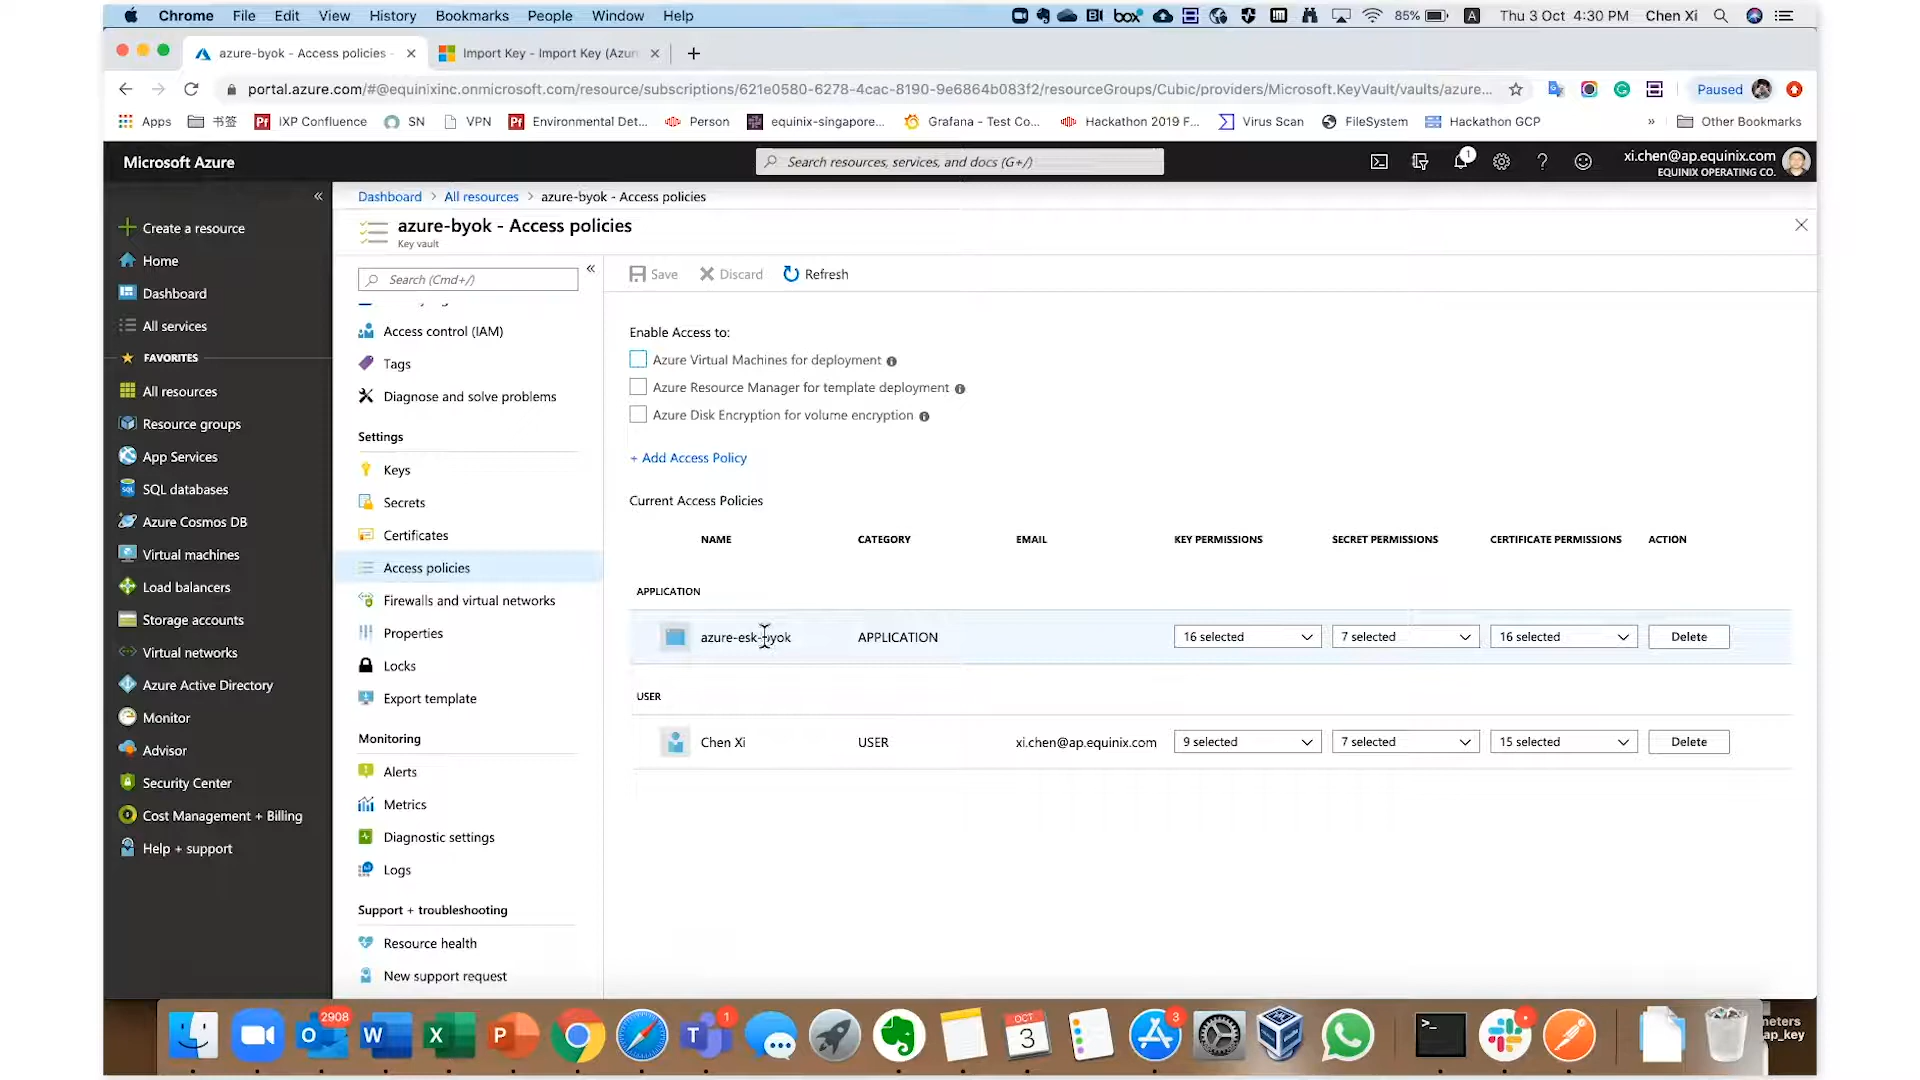 Chrome File Edit View History Bookmarks People Window Help
box 85% A Thu 3 Oct 4:30 PM Chen Xi
azure-byok - Access policies -
Import Key - Import Key (Azur
portal.azure.com/#@equinixinc.onmicrosoft.com/resource/subscriptions/621e0580-6278-4cac-8190-9e6864b083f2/resourceGroups/Cubic/providers/Microsoft.KeyVault/vaults/azure...
Paused
Apps 书签 IXP Confluence SN VPN Environmental Det... Person equinix-singapore... Grafana - Test Co... Hackathon 2019 F... Virus Scan FileSystem Hackathon GCP » Other Bookmarks
Microsoft Azure
Search resources, services, and docs (G+/)
1
xi.chen@ap.equinix.com
EQUINIX OPERATING CO.
«
Create a resource
Home
Dashboard
All services
FAVORITES
All resources
Resource groups
App Services
SQL databases
Azure Cosmos DB
Virtual machines
Load balancers
Storage accounts
Virtual networks
Azure Active Directory
Monitor
Advisor
Security Center
Cost Management + Billing
Help + support
Dashboard > All resources > azure-byok - Access policies
azure-byok - Access policies
Key vault
Search (Cmd+/)
«
Access control (IAM)
Tags
Diagnose and solve problems
Settings
Keys
Secrets
Certificates
Access policies
Firewalls and virtual networks
Properties
Locks
Export template
Monitoring
Alerts
Metrics
Diagnostic settings
Logs
Support + troubleshooting
Resource health
New support request
Save Discard Refresh
Enable Access to:
Azure Virtual Machines for deployment
Azure Resource Manager for template deployment
Azure Disk Encryption for volume encryption
+ Add Access Policy
Current Access Policies
NAME CATEGORY EMAIL KEY PERMISSIONS SECRET PERMISSIONS CERTIFICATE PERMISSIONS ACTION
APPLICATION
azure-esk-byok APPLICATION 16 selected 7 selected 16 selected Delete
USER
Chen Xi USER xi.chen@ap.equinix.com 9 selected 7 selected 15 selected Delete
2908
1
OCT
3
3
meters
ap_key